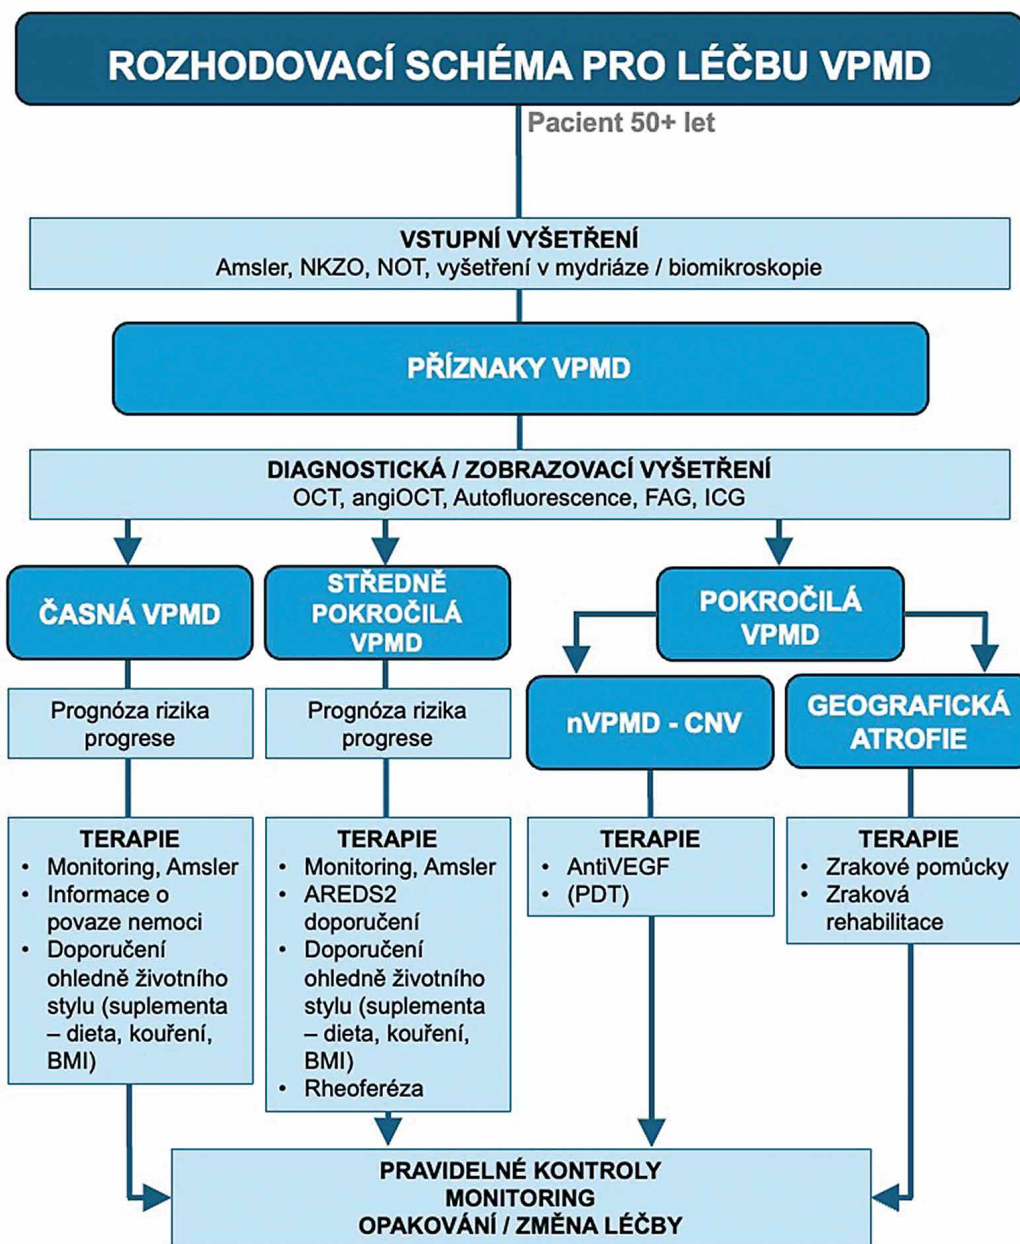 ROZHODOVACÍ SCHÉMA PRO LÉČBU VPMD
Pacient 50+ let
VSTUPNÍ VYŠETŘENÍ
Amsler, NKZO, NOT, vyšetření v mydriáze / biomikroskopie
PŘÍZNAKY VPMD
DIAGNOSTICKÁ / ZOBRAZOVACÍ VYŠETŘENÍ
OCT, angiOCT, Autofluorescence, FAG, ICG
ČASNÁ VPMD
Prognóza rizika
progrese
TERAPIE
• Monitoring, Amsler
• Informace o
povaze nemoci
• Doporučení
ohledně životního
stylu (suplementa
– dieta, kouření,
BMI)
STŘEDNĚ
POKROČILÁ
VPMD
Prognóza rizika
progrese
TERAPIE
• Monitoring, Amsler
• AREDS2
doporučení
• Doporučení
ohledně životního
stylu (suplementa
– dieta, kouření,
BMI)
• Rheoferéza
POKROČILÁ
VPMD
nVPMD - CNV
TERAPIE
• AntiVEGF
• (PDT)
GEOGRAFICKÁ
ATROFIE
TERAPIE
• Zrakové pomůcky
• Zraková
rehabilitace
PRAVIDELNÉ KONTROLY
MONITORING
OPAKOVÁNÍ / ZMĚNA LÉČBY